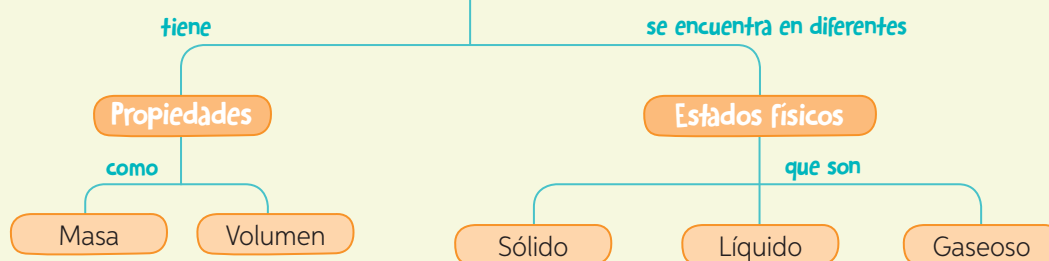 tiene
se encuentra en diferentes
Propiedades
Estados físicos
como
que son
Masa
Volumen
Sólido
Líquido
Gaseoso